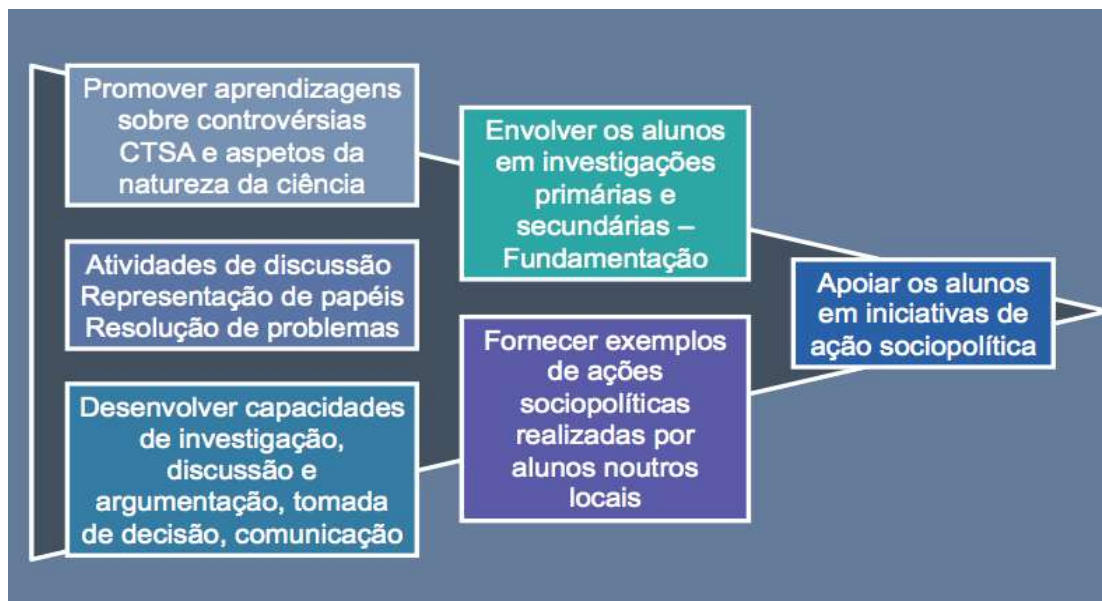 Promover aprendizagens
sobre controvérsias
CTSA e aspetos da
natureza da ciência
Atividades de discussão
Representação de papéis
Resolução de problemas
Desenvolver capacidades
de investigação,
discussão e
argumentação, tomada
de decisão, comunicação
Envolver os alunos
em investigações
primárias e
secundárias –
Fundamentação
Fornecer exemplos
de ações
sociopolíticas
realizadas por
alunos noutros
locais
Apoiar os alunos
em iniciativas de
ação sociopolítica